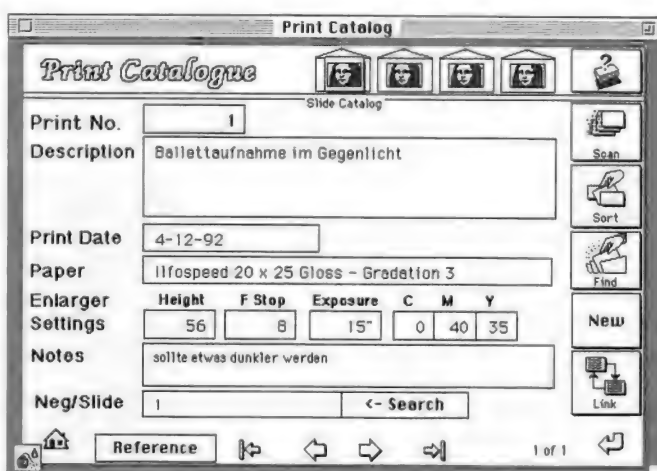 Print Catalog
Print Catalogue
Slide Catalog
Print No. 1
Scan
Description Ballettaufnahme im Gegenlicht
Sort
Print Date 4-12-92
Paper Ilfospeed 20 x 25 Gloss - Gradation 3
Find
Enlarger Settings Height F Stop Exposure C M Y
56 8 15" 0 40 35
New
Notes sollte etwas dunkler werden
Neg/Slide 1 <- Search
Link
Reference 1 of 1